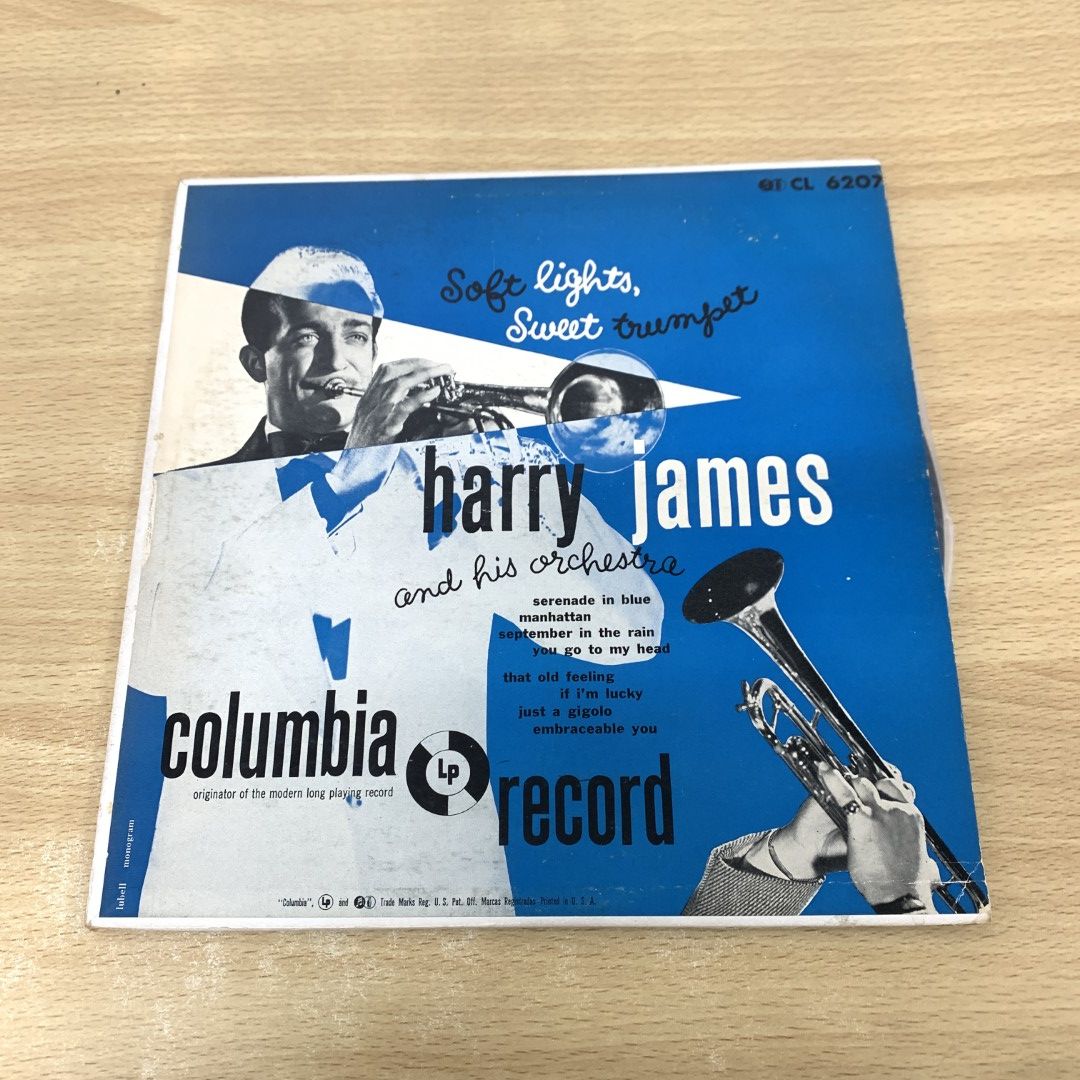 CL 6207
Soft lights,
Sweet trumpet
harry james
and his orchestra
serenade in blue
manhattan
september in the rain
you go to my head
that old feeling
if i'm lucky
just a gigolo
embraceable you
columbia
Lp
record
originator of the modern long playing record
lubell monogram
"Columbia", Lp and Trade Marks Reg. U. S. Pat. Off. Marcas Registradas Printed in U. S. A.